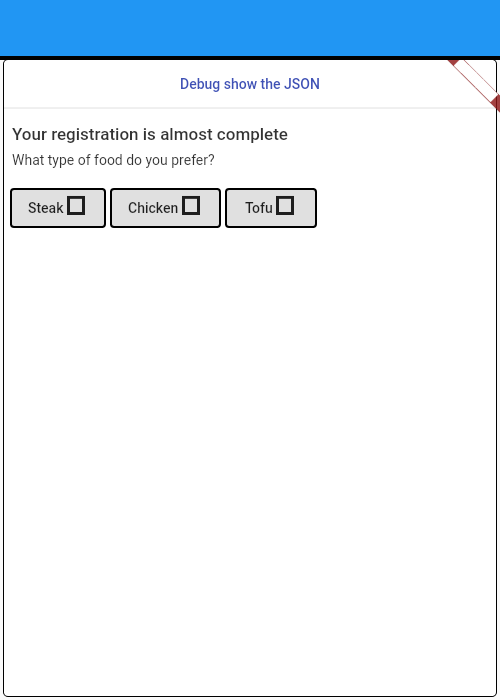 Debug show the JSON
Your registration is almost complete
What type of food do you prefer?
Steak Chicken Tofu